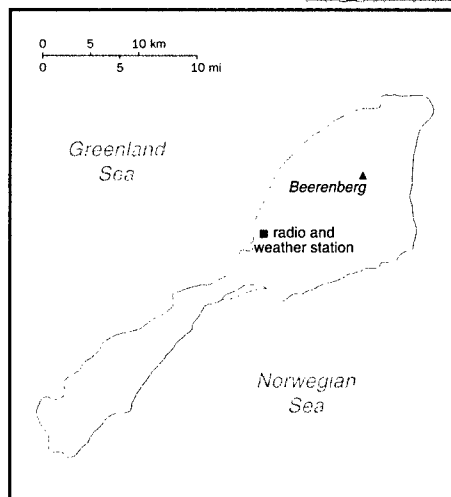 0 5 10 km
0 5 10 mi
Greenland
Sea
Beerenberg
radio and
weather station
Norwegian
Sea